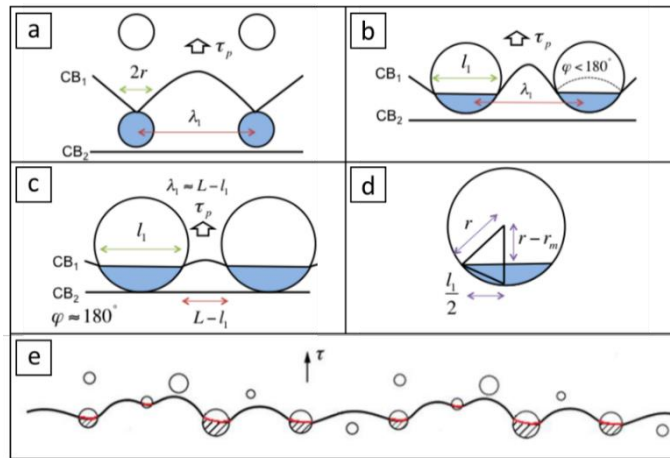 a
τₚ
2r
CB₁
λ₁
CB₂
b
τₚ
l₁
φ<180°
CB₁
λ₁
CB₂
c
λ₁ ≈ L−l₁
τₚ
l₁
CB₁
CB₂
φ ≈ 180°
L−l₁
d
r
r−rₘ
l₁/2
e
τ